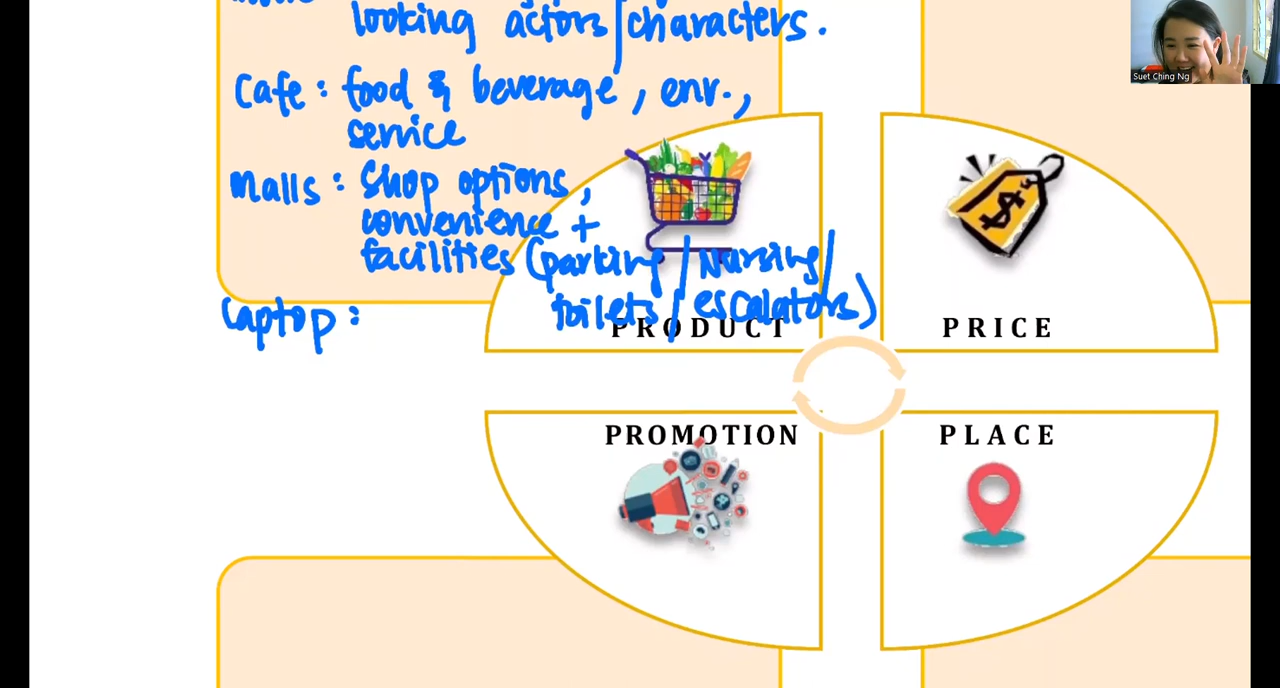 looking actors/characters.
Suet Ching Ng
Cafe: food & beverage, env.,
service
Malls: Shop options,
convenience +
facilities (parking/Nursing/
toilets/escalators)
Laptop:
$
PRODUCT
PRICE
PROMOTION
PLACE